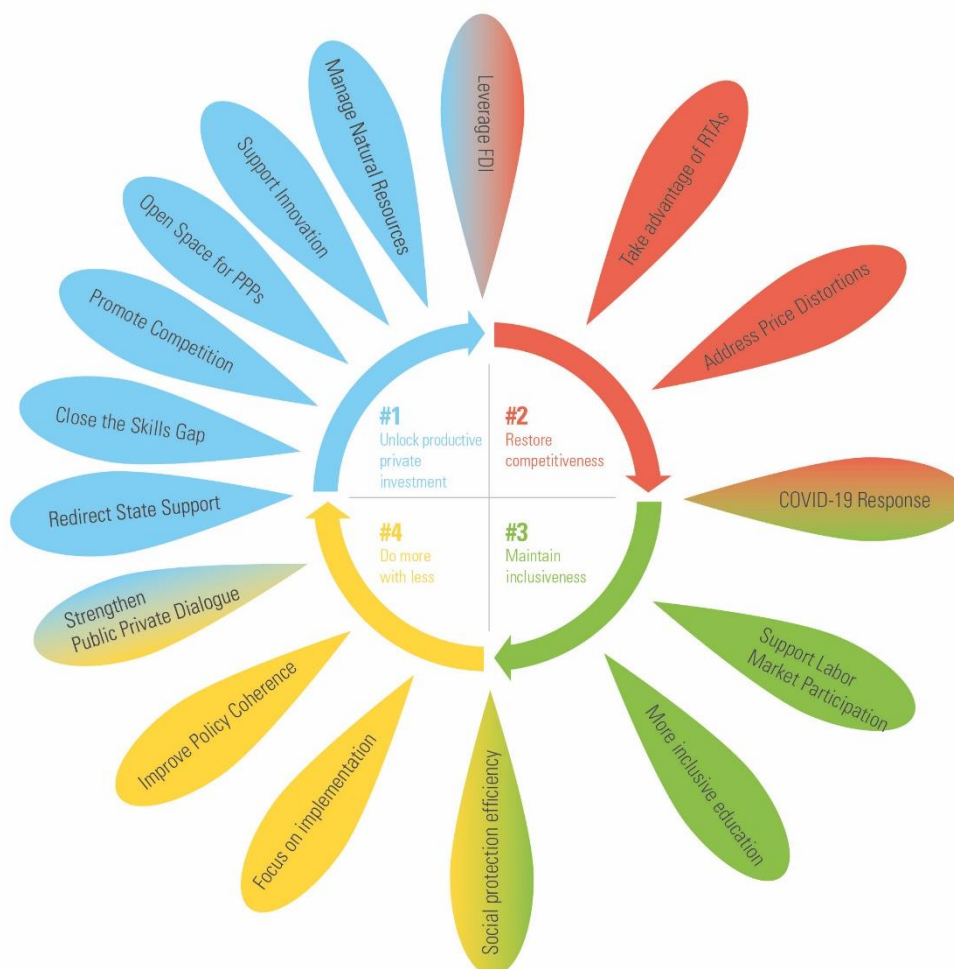 Manage Natural Resources
Leverage FDI
Support Innovation
Take advantage of RTAs
Open Space for PPPs
Address Price Distortions
Promote Competition
Close the Skills Gap
#1
Unlock productive
private
investment
#2
Restore
competitiveness
Redirect State Support
COVID-19 Response
#4
Do more
with less
#3
Maintain
inclusiveness
Strengthen
Public Private Dialogue
Support Labor
Market Participation
Improve Policy Coherence
More inclusive education
Focus on implementation
Social protection efficiency